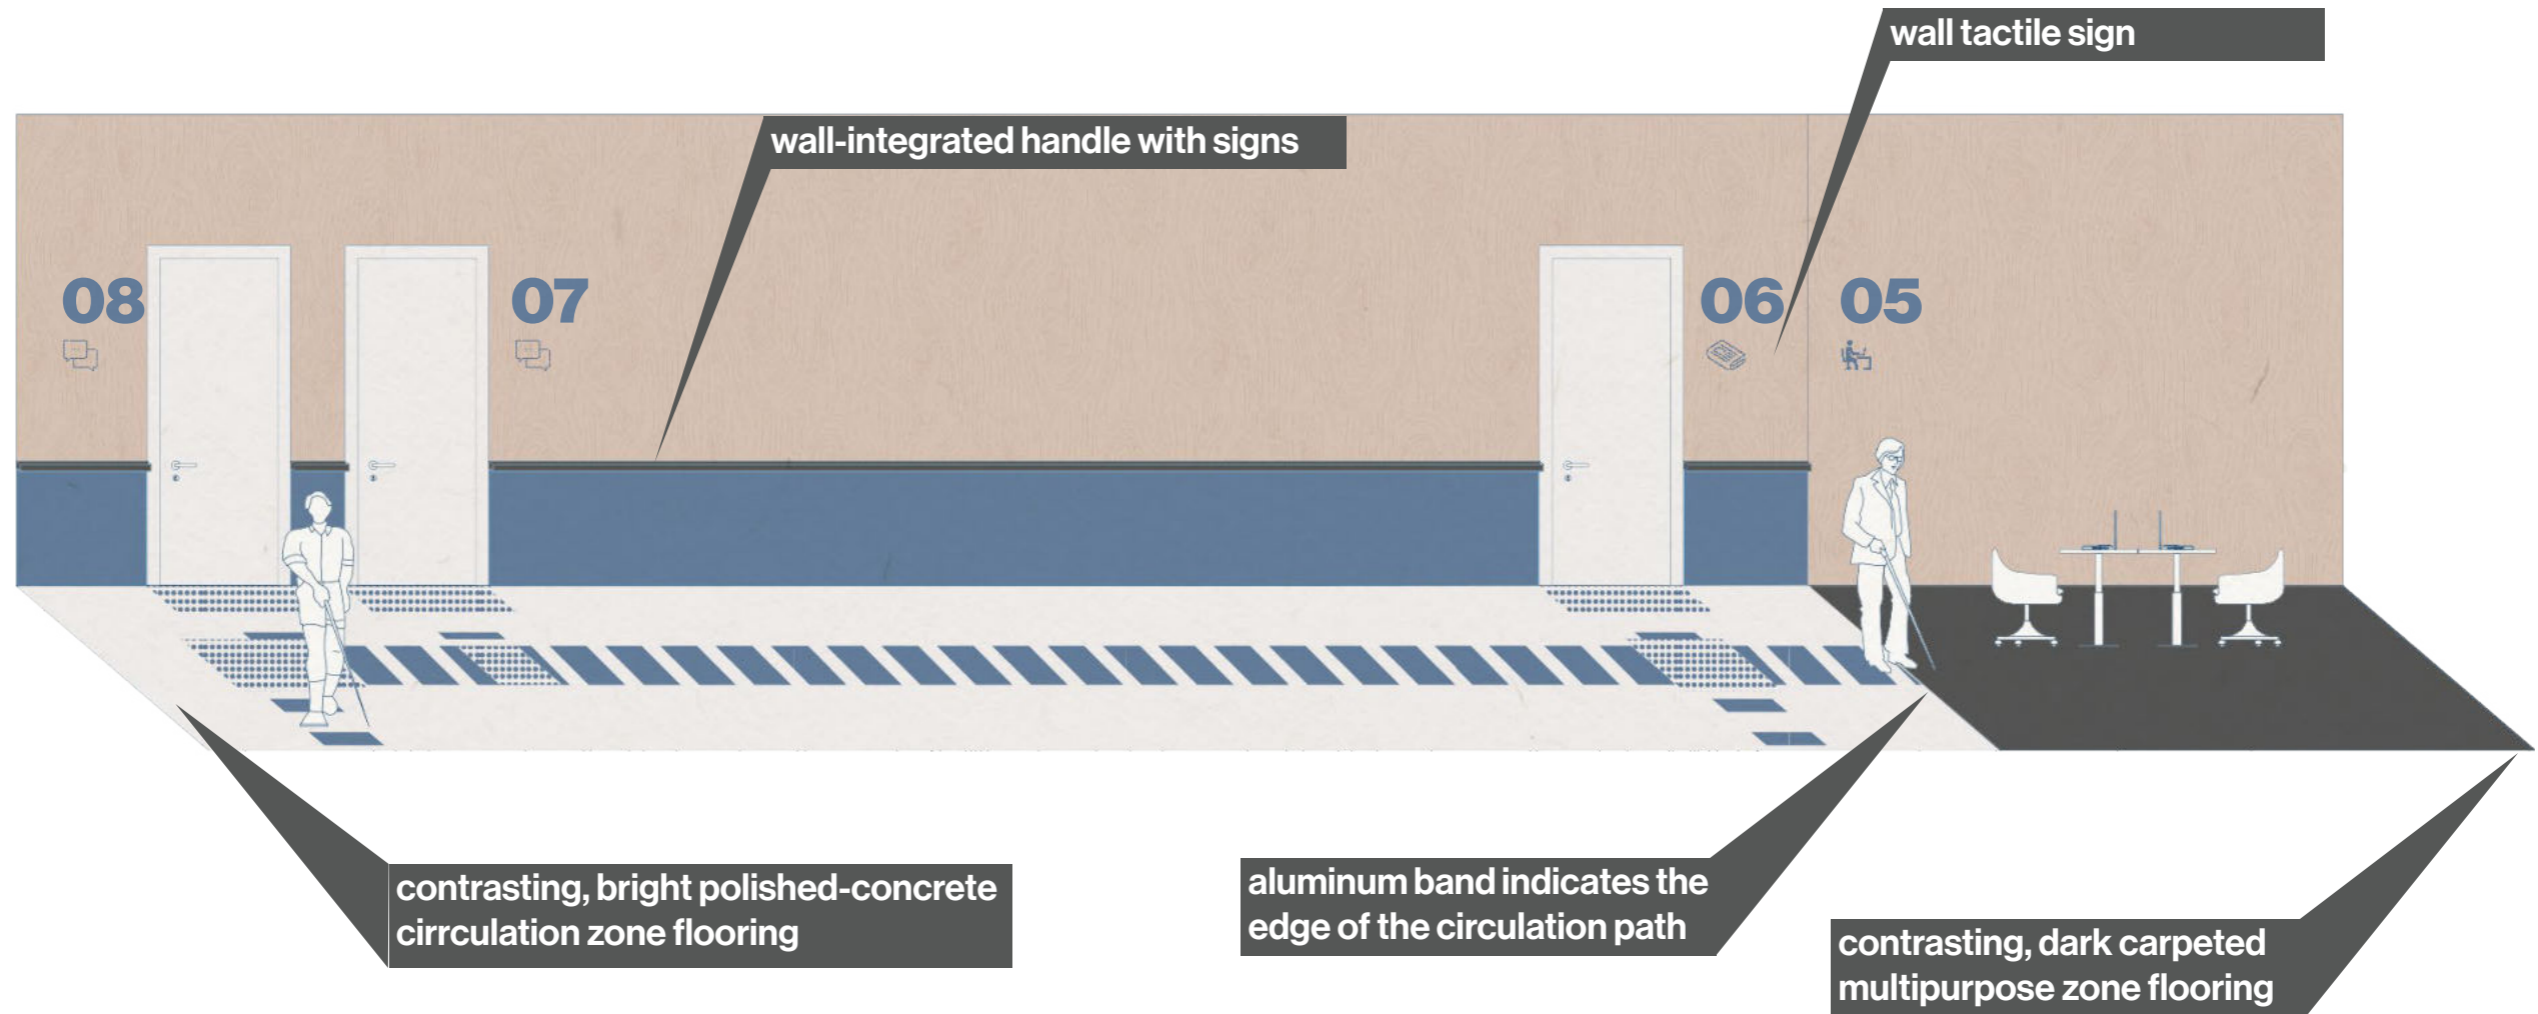 wall tactile sign
wall-integrated handle with signs
08
07
06
05
contrasting, bright polished-concrete
cirrculation zone flooring
aluminum band indicates the
edge of the circulation path
contrasting, dark carpeted
multipurpose zone flooring